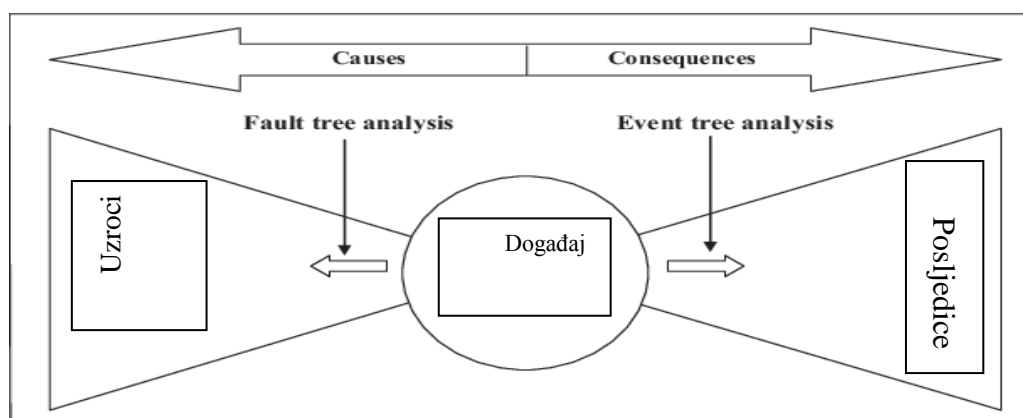 Causes
Consequences
Fault tree analysis
Event tree analysis
Uzroci
Događaj
Posljedice